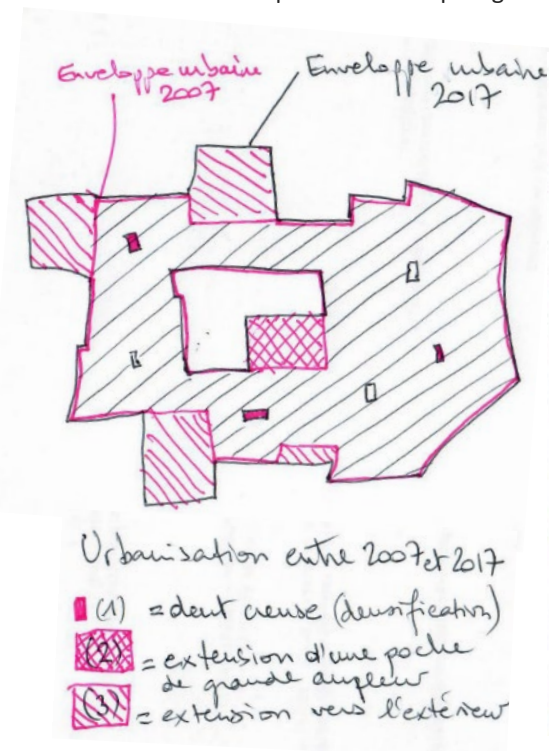 Enveloppe urbaine
2007
Enveloppe urbaine
2017
Urbanisation entre 2007 et 2017
(1) = dent creuse (densification)
(2) = extension d'une poche
de grande ampleur
(3) = extension vers l'extérieur